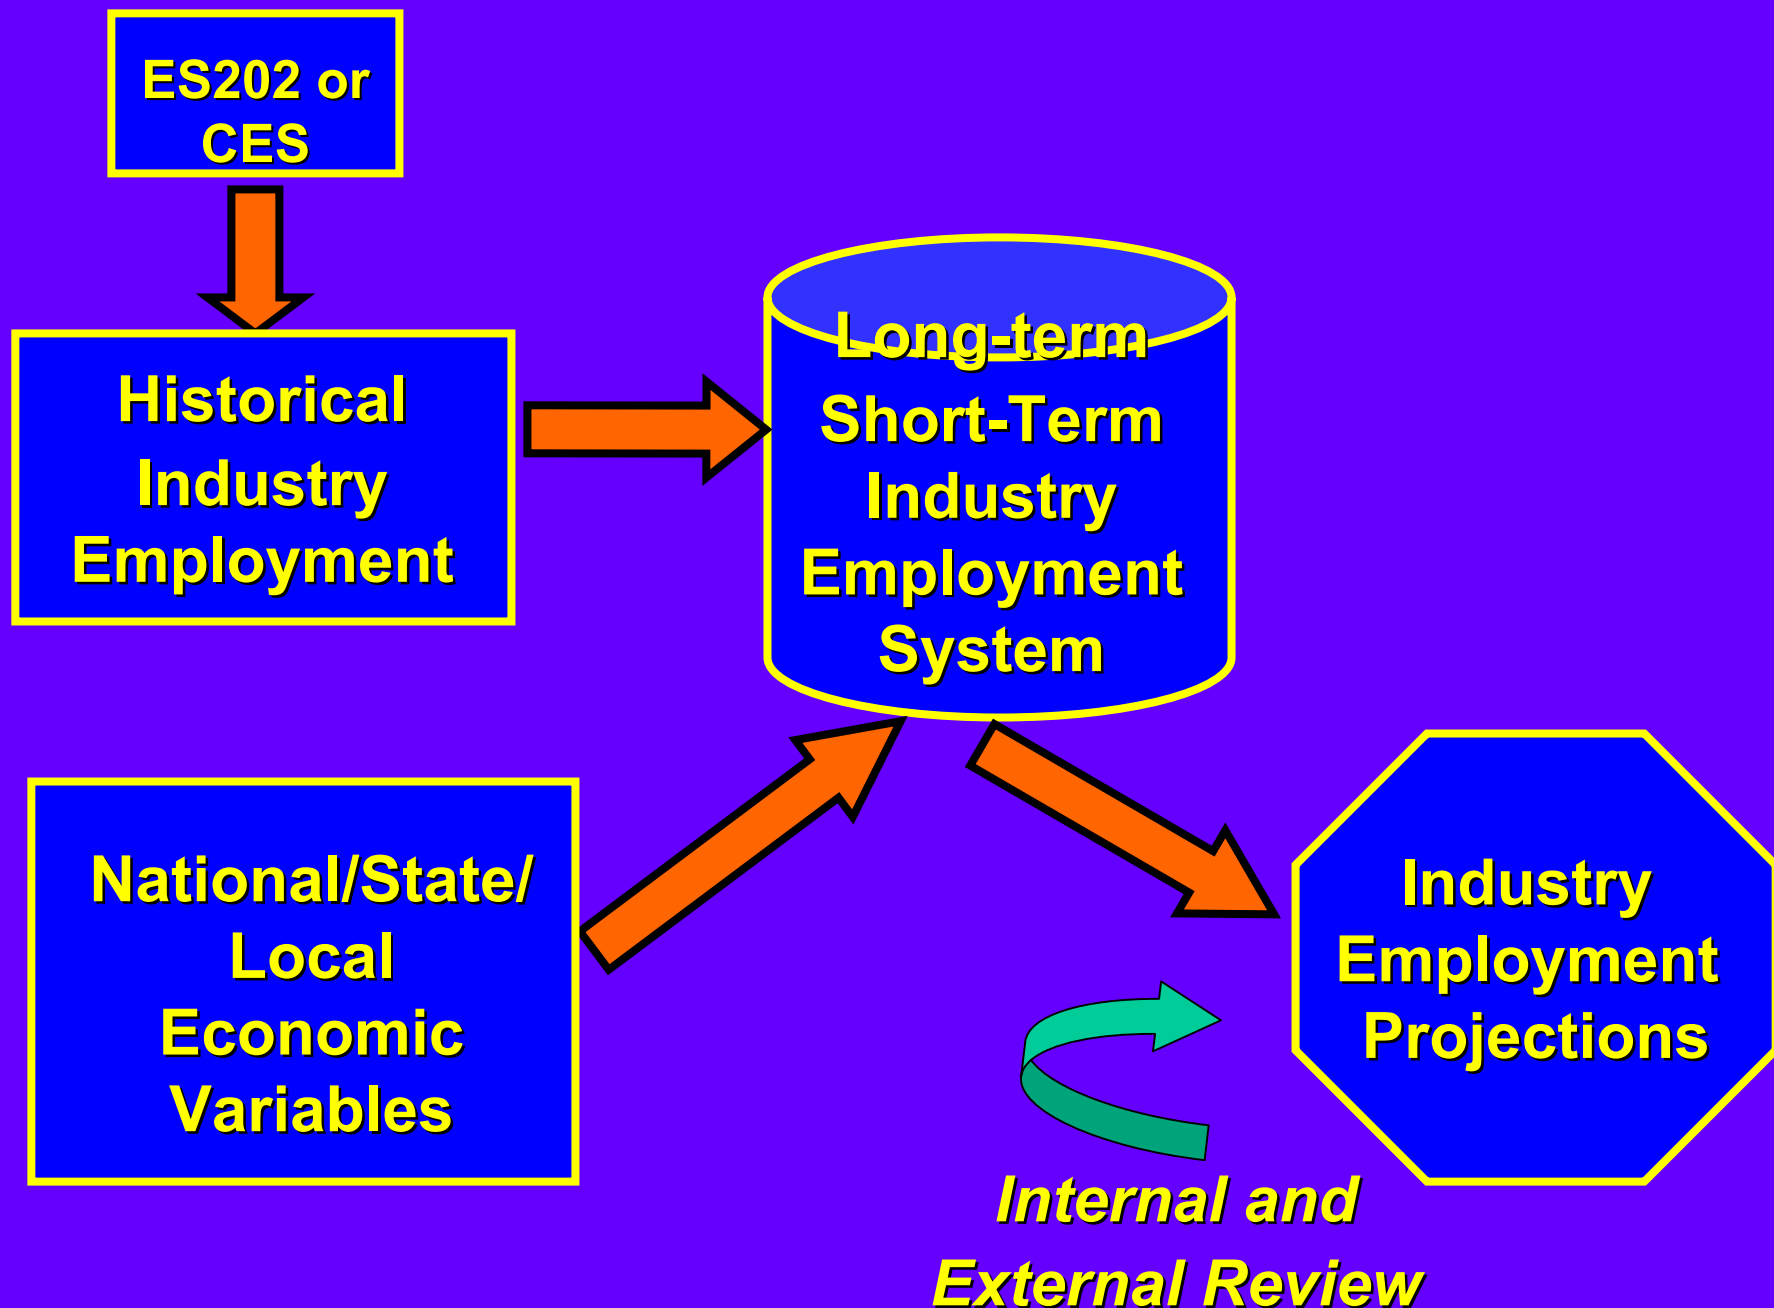 ES202 or
CES
Historical
Industry
Employment
Long-term
Short-Term
Industry
Employment
System
National/State/
Local
Economic
Variables
Industry
Employment
Projections
Internal and
External Review